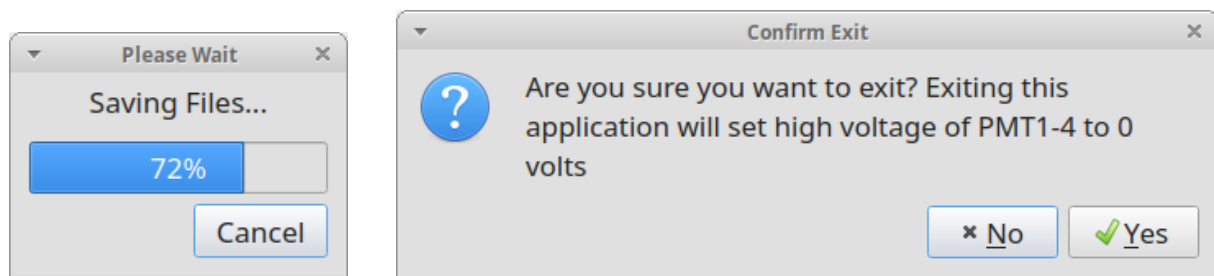 Please Wait
Saving Files...
72%
Cancel
Confirm Exit
Are you sure you want to exit? Exiting this
application will set high voltage of PMT1-4 to 0
volts
No
Yes